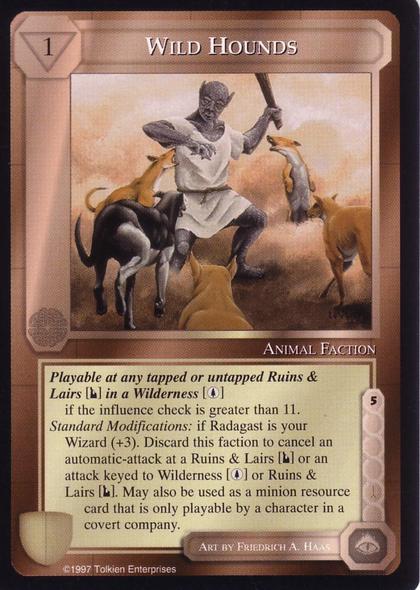 1
WILD HOUNDS
ANIMAL FACTION
Playable at any tapped or untapped Ruins &
Lairs [] in a Wilderness []
if the influence check is greater than 11.
Standard Modifications: if Radagast is your
Wizard (+3). Discard this faction to cancel an
automatic-attack at a Ruins & Lairs [] or an
attack keyed to Wilderness [] or Ruins &
Lairs []. May also be used as a minion resource
card that is only playable by a character in a
covert company.
5
ART BY FRIEDRICH A. HAAS
©1997 Tolkien Enterprises